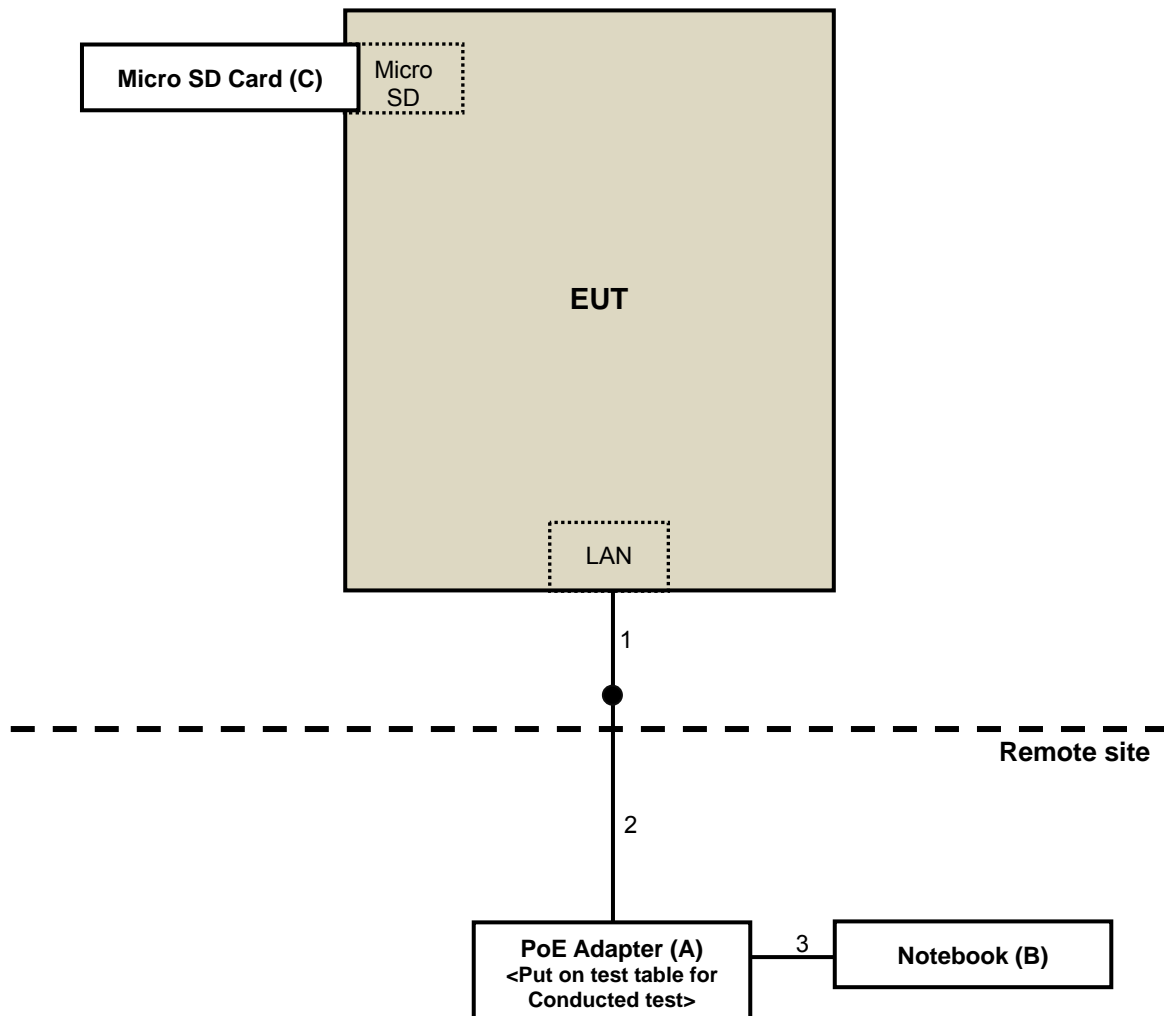 Micro SD Card (C)
Micro
SD
EUT
LAN
1
Remote site
2
PoE Adapter (A)
<Put on test table for
Conducted test>
3
Notebook (B)